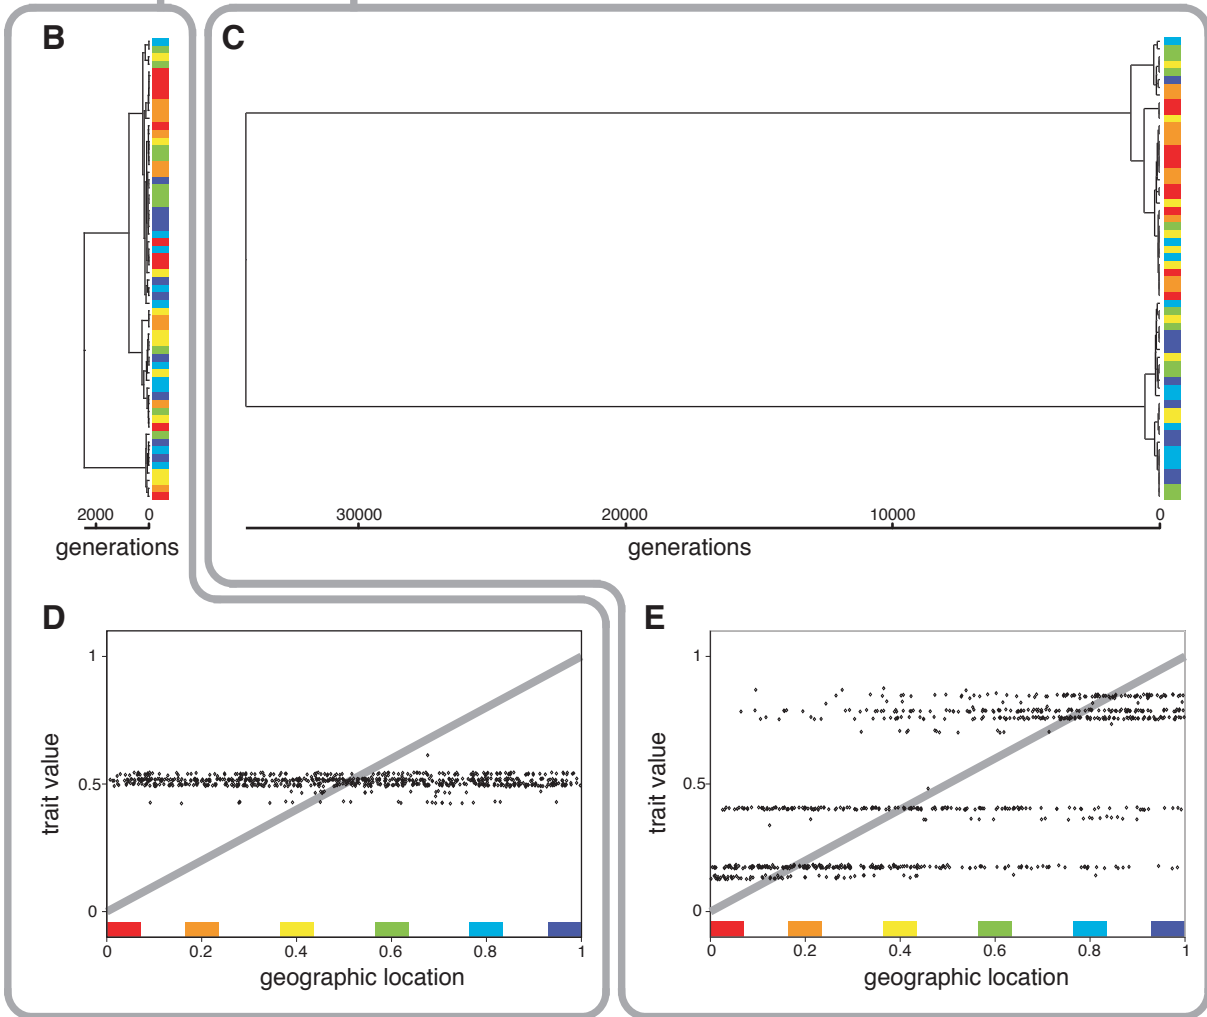 B
C
2000 0
generations
30000 20000 10000 0
generations
D
1
0.5
0
trait value
0 0.2 0.4 0.6 0.8 1
geographic location
E
1
0.5
0
trait value
0 0.2 0.4 0.6 0.8 1
geographic location